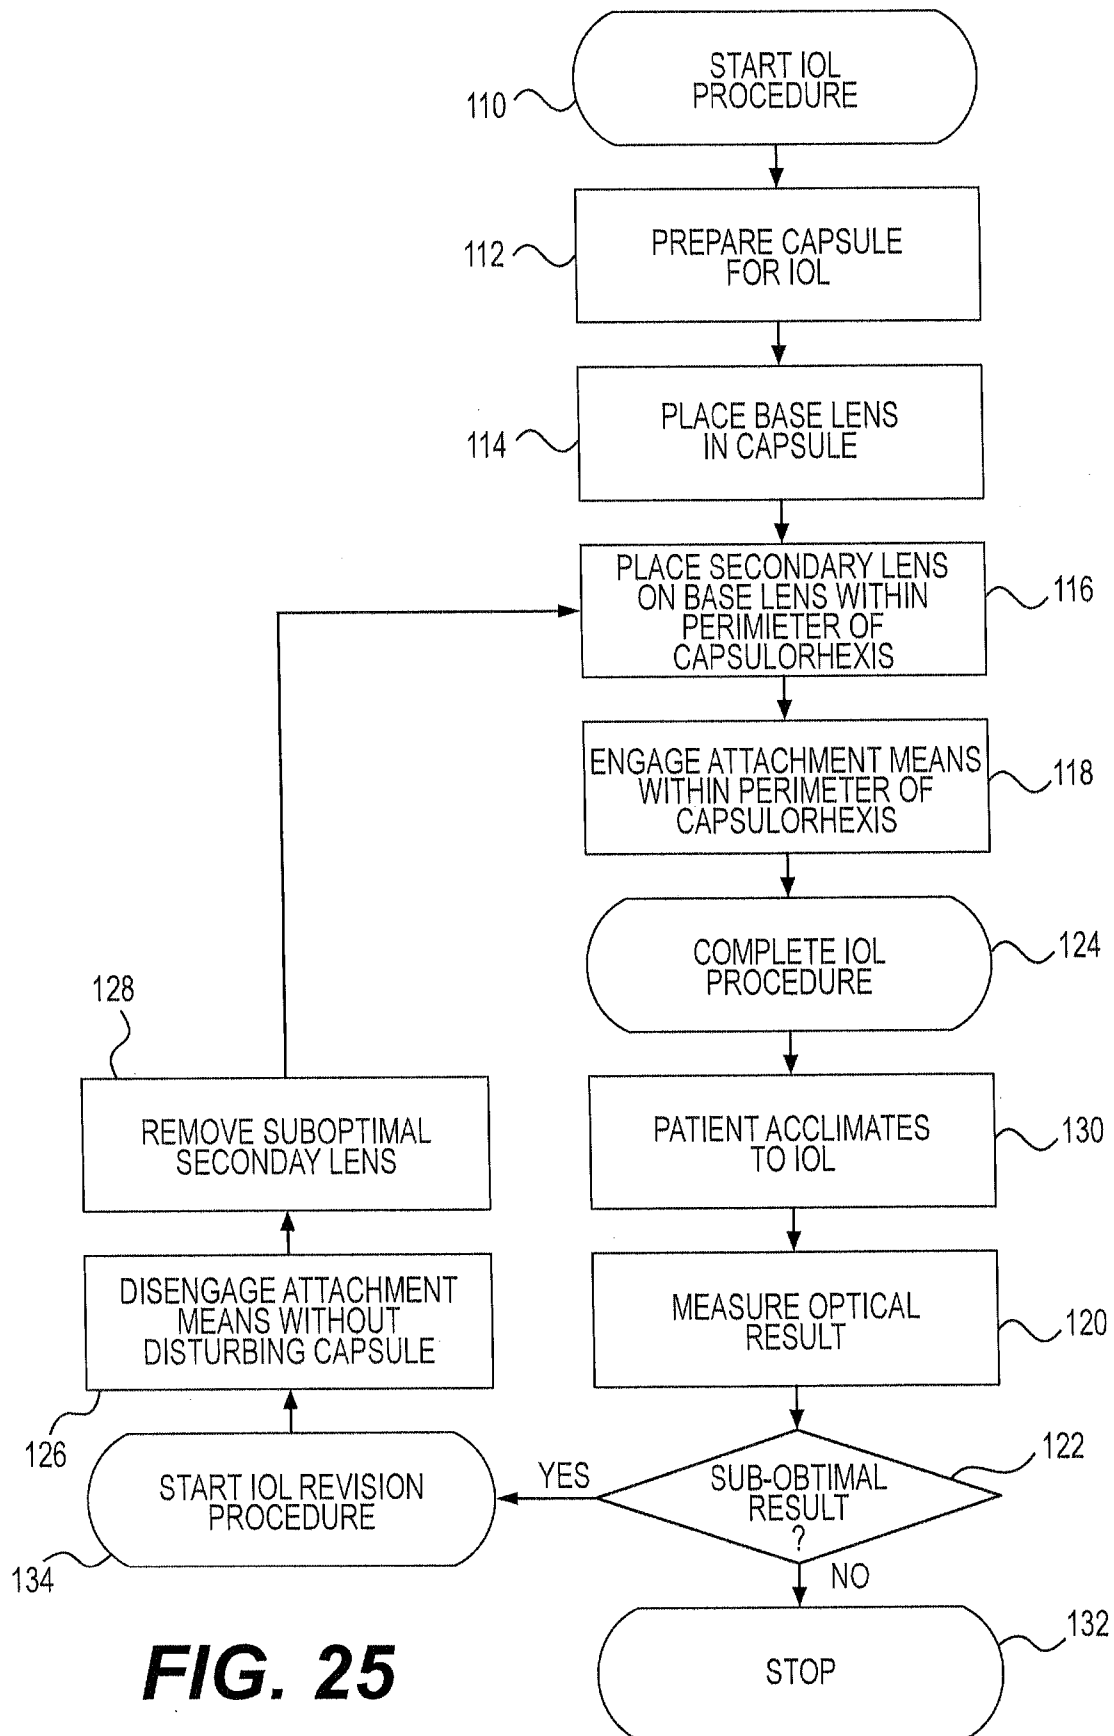 START IOL
PROCEDURE
110
PREPARE CAPSULE
FOR IOL
112
PLACE BASE LENS
IN CAPSULE
114
PLACE SECONDARY LENS
ON BASE LENS WITHIN
PERIMIETER OF
CAPSULORHEXIS
116
ENGAGE ATTACHMENT MEANS
WITHIN PERIMETER OF
CAPSULORHEXIS
118
COMPLETE IOL
PROCEDURE
124
PATIENT ACCLIMATES
TO IOL
130
MEASURE OPTICAL
RESULT
120
SUB-OBTIMAL
RESULT
?
122
YES
NO
START IOL REVISION
PROCEDURE
134
DISENGAGE ATTACHMENT
MEANS WITHOUT
DISTURBING CAPSULE
126
REMOVE SUBOPTIMAL
SECONDAY LENS
128
STOP
132
FIG. 25